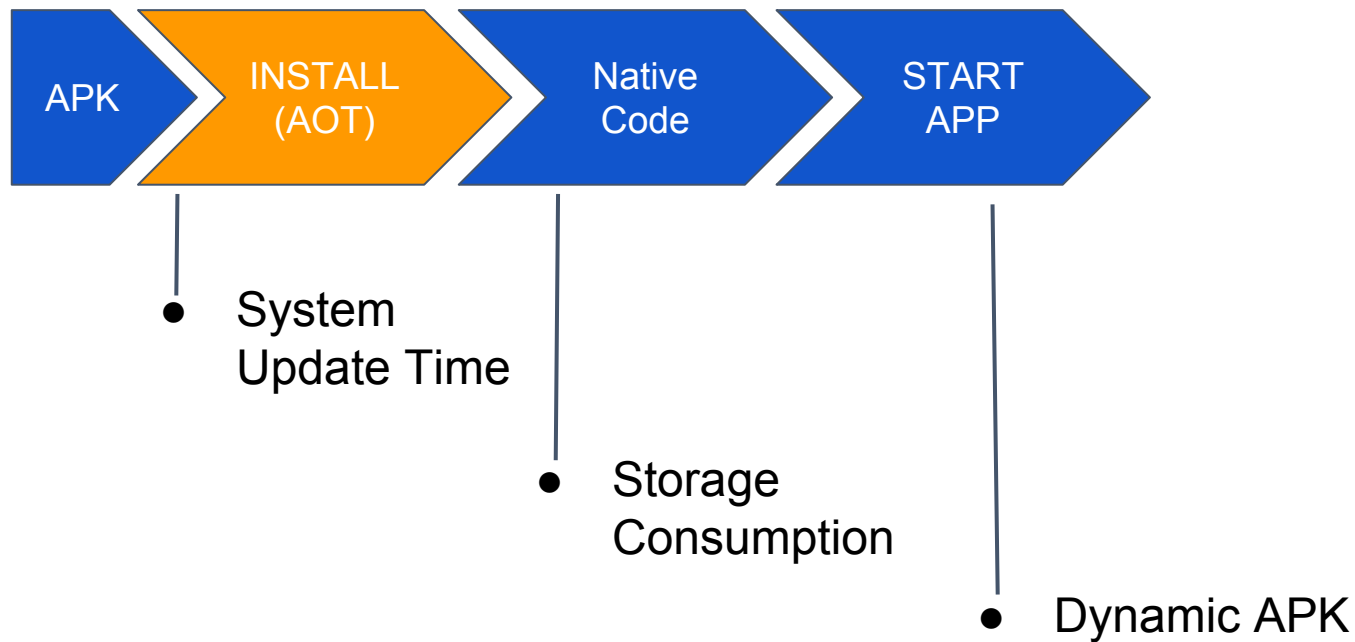 APK
INSTALL
(AOT)
Native
Code
START
APP
● System
Update Time
● Storage
Consumption
● Dynamic APK